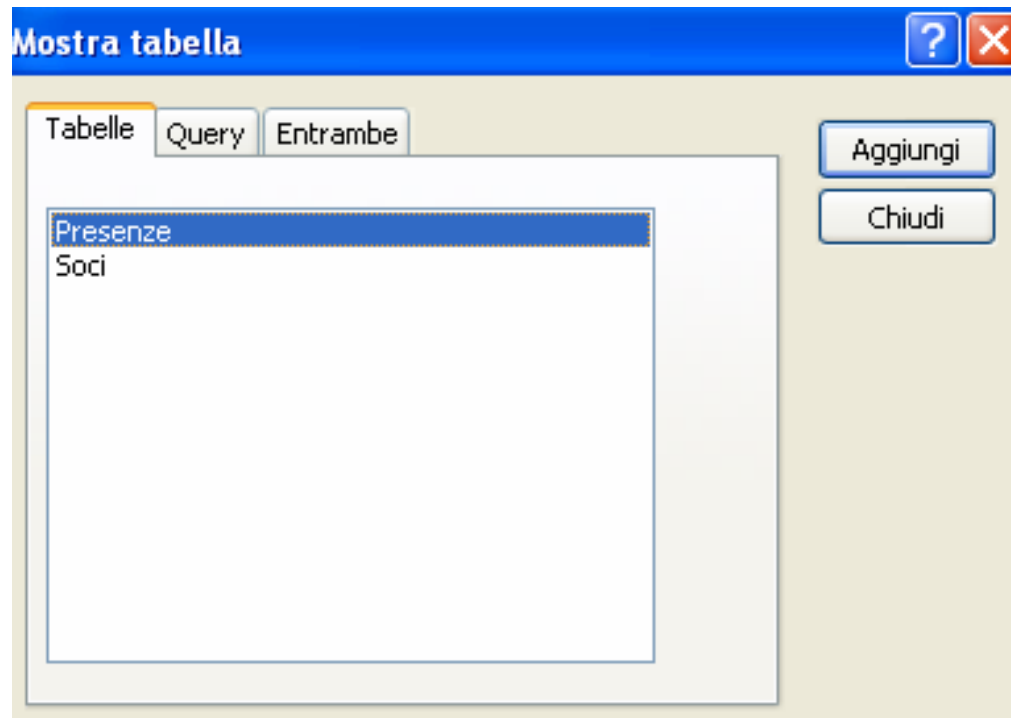 Mostra tabella
Tabelle
Query
Entrambe
Aggiungi
Chiudi
Presenze
Soci